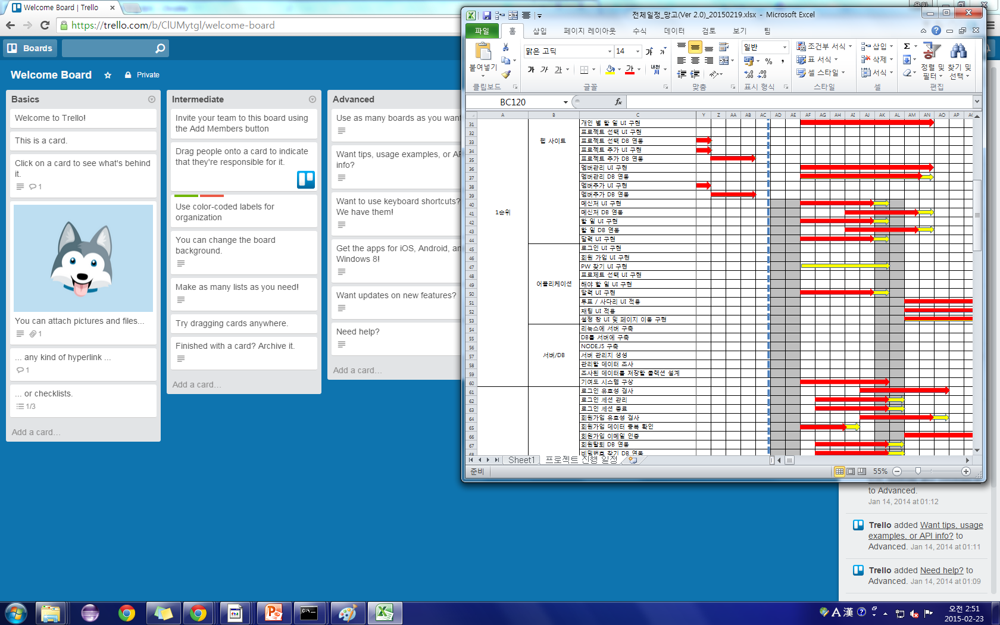 Welcome Board | Trello
https://trello.com/b/ClUMytgl/welcome-board
Boards
Welcome Board
Private
Basics
Welcome to Trello!
This is a card.
Click on a card to see what's behind
it.
1
You can attach pictures and files...
1
... any kind of hyperlink ...
1
... or checklists.
1/3
Add a card...
Intermediate
Invite your team to this board using
the Add Members button
Drag people onto a card to indicate
that they're responsible for it.
Use color-coded labels for
organization
You can change the board
background.
Make as many lists as you need!
Try dragging cards anywhere.
Finished with a card? Archive it.
Add a card...
Advanced
Use as many boards as you want
Want tips, usage examples, or AP
info?
Want to use keyboard shortcuts?
We have them!
Get the apps for iOS, Android, an
Windows 8!
Want updates on new features?
Need help?
Add a card...
전체일정_망고(Ver 2.0)_20150219.xlsx - Microsoft Excel
파일 홈 삽입 페이지 레이아웃 수식 데이터 검토 보기 팀
붙여넣기
클립보드
맑은 고딕 14
가 가 가
글꼴
맞춤
일반
표시 형식
조건부 서식
표 서식
셀 스타일
스타일
삽입
삭제
서식
셀
정렬 및
필터
찾기 및
선택
편집
BC120
A B C Y Z AA AB AC AD AE AF AG AH AI AJ AK AL AM AN AO AP
31 개인 별 할 일 UI 구현
32 프로젝트 선택 UI 구현
33 웹 사이트 프로젝트 선택 DB 연동
34 프로젝트 추가 UI 구현
35 프로젝트 추가 DB 연동
36 멤버관리 UI 구현
37 멤버관리 DB 연동
38 멤버추가 UI 구현
39 멤버추가 DB 연동
40 메신저 UI 구현
41 1순위 메신저 DB 연동
42 할 일 UI 구현
43 할 일 DB 연동
44 달력 UI 구현
45 로그인 UI 구현
46 회원 가입 UI 구현
47 PW 찾기 UI 구현
48 프로제트 선택 UI 구현
49 어플리케이션 해야 할 일 UI 구현
50 달력 UI 구현
51 투표 / 사다리 UI 적용
52 채팅 UI 적용
53 설정 창 UI 및 페이지 이동 구현
54 리눅스에 서버 구축
55 DB를 서버에 구축
56 NODEJS 구축
57 서버/DB 서버 관리지 생성
58 관리할 데이터 조사
59 조사된 데이터를 저장할 콜렉션 설계
60 기여도 시스템 구상
61 로그인 유효성 검사
62 로그인 세션 관리
63 로그인 세션 종료
64 회원가입 유효성 검사
65 회원가입 데이터 중복 확인
66 회원가입 이메일 인증
67 회원탈퇴 DB 연동
68 비밀번호 찾기 DB 연동
Sheet1 프로젝트 진행 일정
준비
55%
to Advanced.
Jan 14, 2014 at 01:12
Trello added Want tips, usage
examples, or API info? to
Advanced. Jan 14, 2014 at 01:11
Trello added Need help? to
Advanced. Jan 14, 2014 at 01:09
A 漢
오전 2:51
2015-02-23